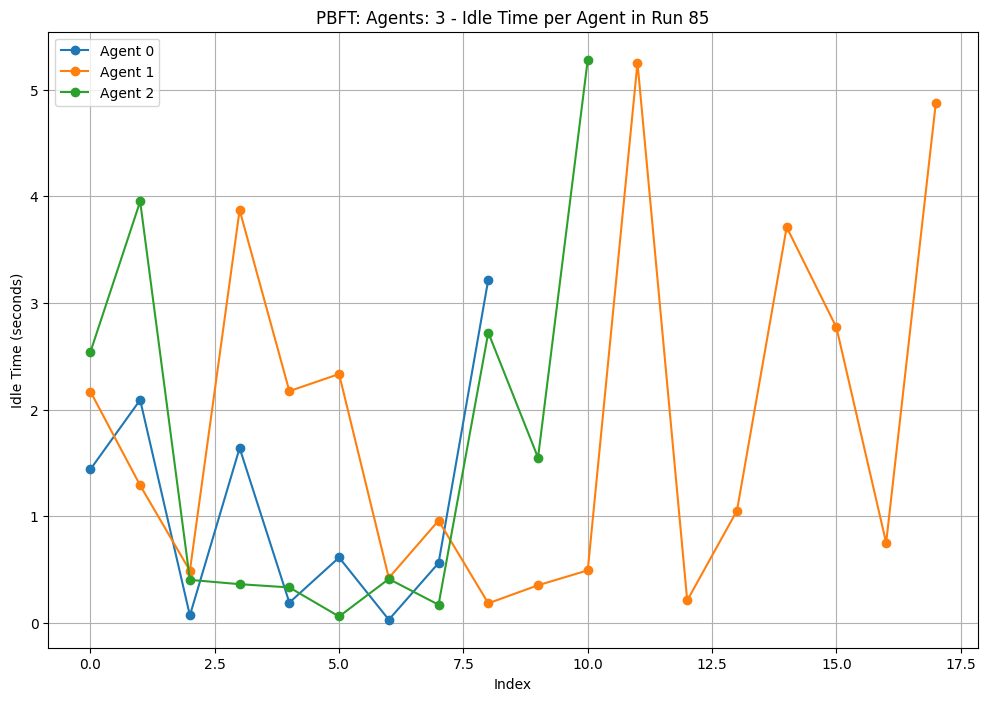 PBFT: Agents: 3 - Idle Time per Agent in Run 85
Agent 0
Agent 1
Agent 2
Idle Time (seconds)
5
4
3
2
1
0
0.0 2.5 5.0 7.5 10.0 12.5 15.0 17.5
Index